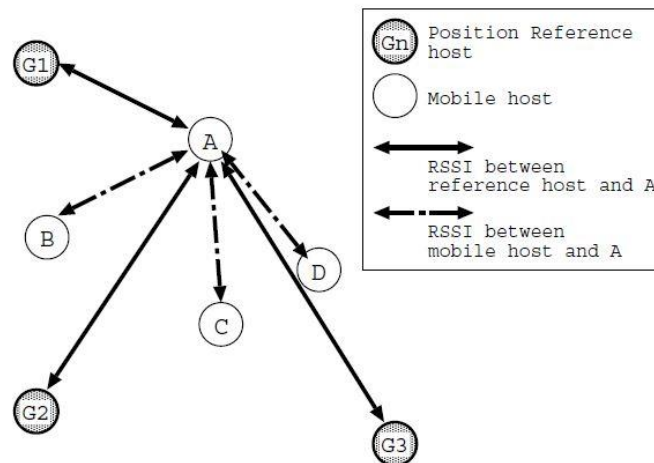 Gn
Position Reference
host
G1
Mobile host
A
RSSI between
reference host and A
B
RSSI between
mobile host and A
D
C
G2
G3